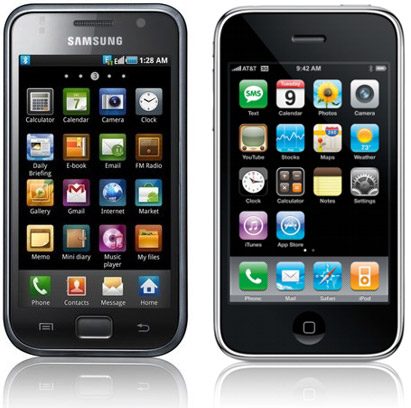 SAMSUNG
1:28 AM
3
Calculator Calendar Camera Clock
Daily Briefing E-book Email FM Radio
Gallery Gmail Internet Market
Memo Mini diary Music player My files
Phone Contacts Message Home
AT&T 3G 9:42 AM
SMS Tuesday 9
Text Calendar Photos Camera
73°
YouTube Stocks Maps Weather
Clock Calculator Notes Settings
iTunes App Store
Phone Mail Safari iPod